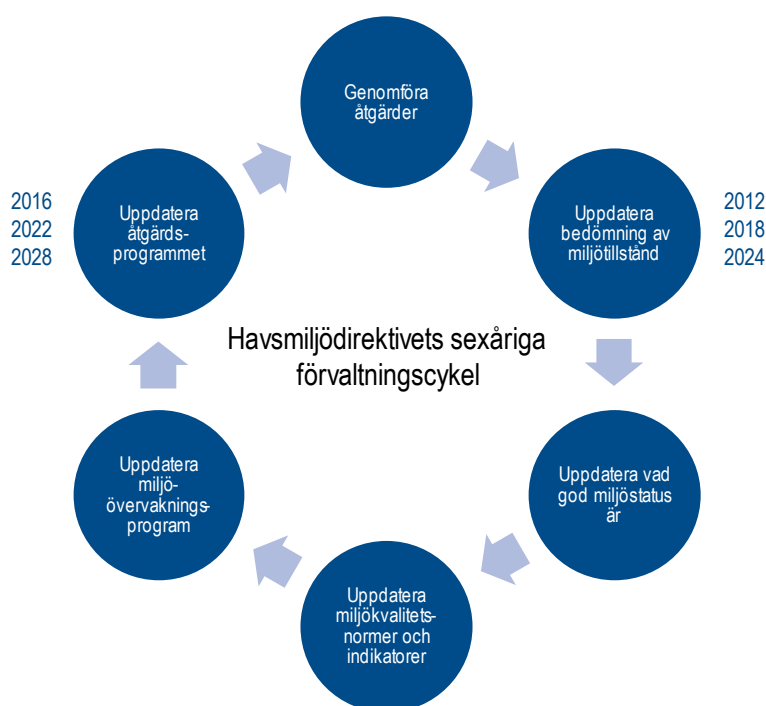 Genomföra
åtgärder
2016
2022
2028
Uppdatera
åtgärds-
programmet
Uppdatera
bedömning av
miljötillstånd
2012
2018
2024
Havsmiljödirektivets sexåriga
förvaltningscykel
Uppdatera
miljö-
övervaknings-
program
Uppdatera vad
god miljöstatus
är
Uppdatera
miljökvalitets-
normer och
indikatorer